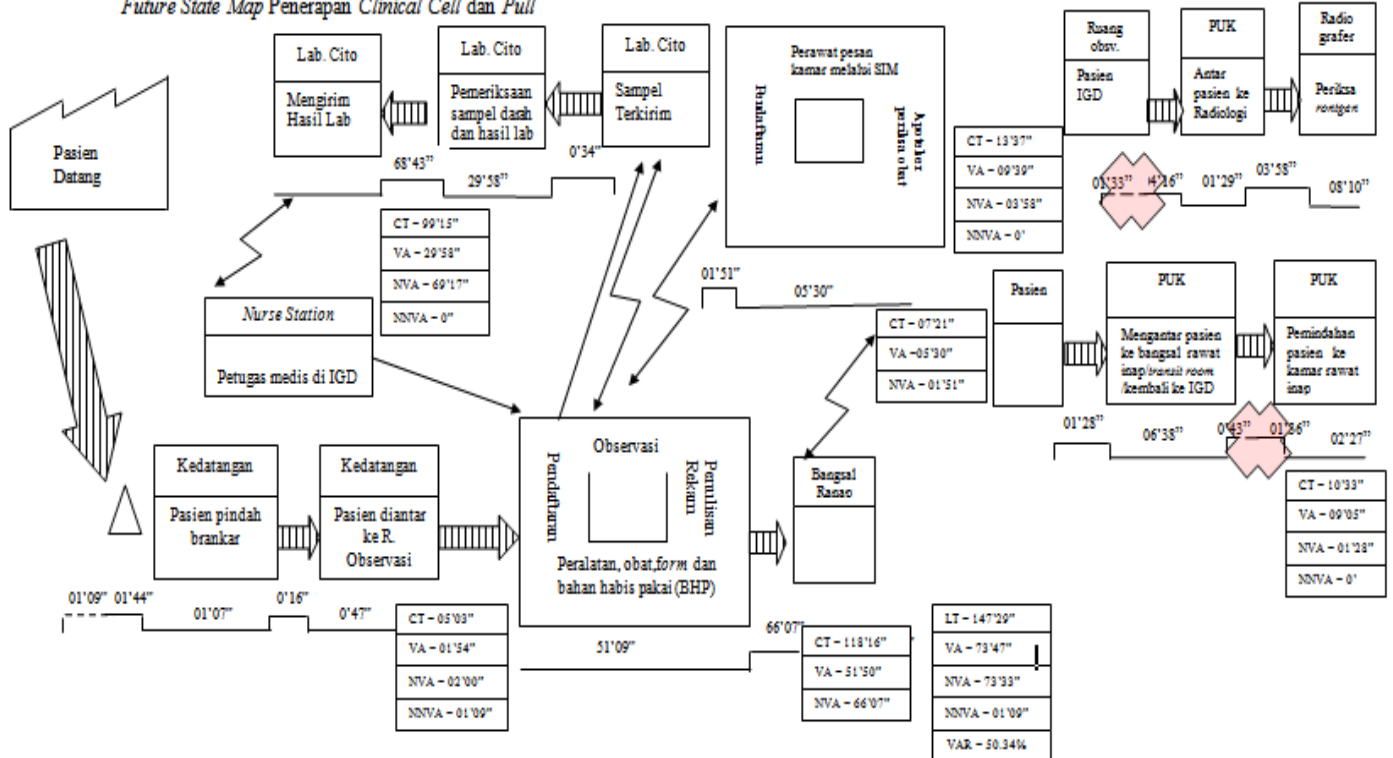 Future State Map Penerapan Clinical Cell dan Pull
Pasien
Datang
Lab. Cito
Mengirim
Hasil Lab
Lab. Cito
Pemeriksaan
sampel darah
dan hasil lab
Lab. Cito
Sampel
Terkirim
68'43"
29'58"
0'34"
CT - 99'15"
VA - 29'58"
NVA - 69'17"
NNVA - 0"
Perawat pesan
kamar melalui SIM
Pendaftaran
Apoteker
periksa obat
01'51"
05'30"
CT - 07'21"
VA -05'30"
NVA - 01'51"
Ruang
obsv.
Pasien
IGD
PUK
Antar
pasien ke
Radiologi
Radio
grafer
Periksa
rontgen
CT - 13'37"
VA - 09'39"
NVA - 03'58"
NNVA - 0'
01'33"
4'16"
01'29"
03'58"
08'10"
Pasien
PUK
Mengantar pasien
ke bangsal rawat
inap/transit room
/kembali ke IGD
PUK
Pemindahan
pasien ke
kamar rawat
inap
01'28"
06'38"
0'43"
01'36"
02'27"
CT - 10'33"
VA - 09'05"
NVA - 01'28"
NNVA - 0'
Nurse Station
Petugas medis di IGD
Kedatangan
Pasien pindah
brankar
Kedatangan
Pasien diantar
ke R.
Observasi
Observasi
Pendaftaran
Penulisan
Rekam
Peralatan, obat,form dan
bahan habis pakai (BHP)
Bangsal
Ranap
01'09" 01'44"
01'07"
0'16"
0'47"
CT - 05'03"
VA - 01'54"
NVA - 02'00"
NNVA - 01'09"
51'09"
66'07"
CT - 118'16"
VA - 51'50"
NVA - 66'07"
LT - 147'29"
VA - 73'47"
NVA - 73'33"
NNVA - 01'09"
VAR - 50.34%